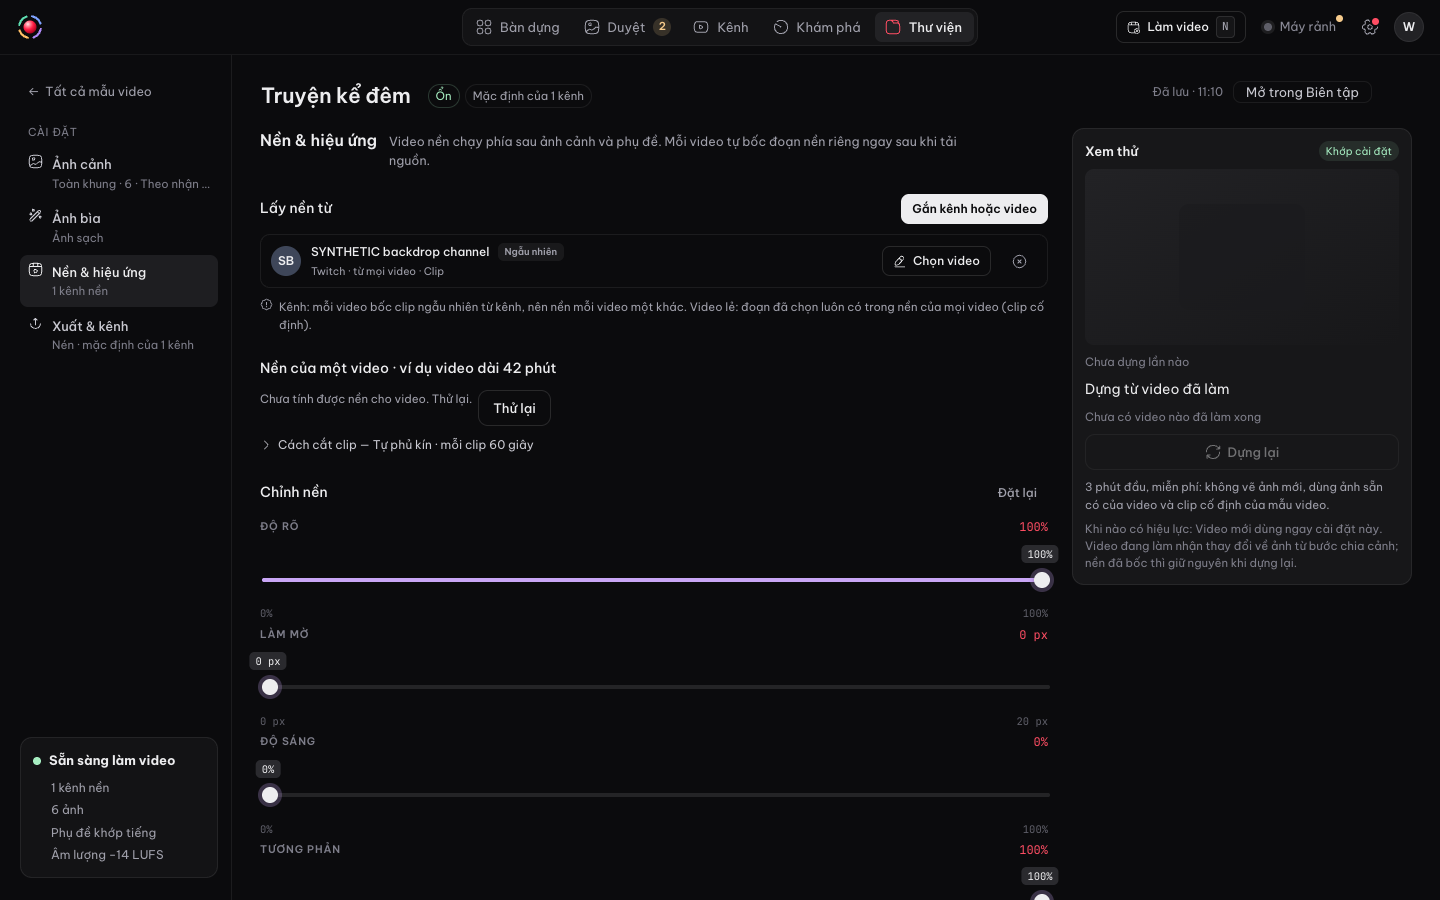 Bàn dựng
Duyệt 2
Kênh
Khám phá
Thư viện
Làm video N
Máy rảnh
W
← Tất cả mẫu video
CÀI ĐẶT
Ảnh cảnh
Toàn khung · 6 · Theo nhận ...
Ảnh bìa
Ảnh sạch
Nền & hiệu ứng
1 kênh nền
Xuất & kênh
Nén · mặc định của 1 kênh
Sẵn sàng làm video
1 kênh nền
6 ảnh
Phụ đề khớp tiếng
Âm lượng -14 LUFS
Truyện kể đêm Ổn Mặc định của 1 kênh
Đã lưu · 11:10 Mở trong Biên tập
Nền & hiệu ứng Video nền chạy phía sau ảnh cảnh và phụ đề. Mỗi video tự bốc đoạn nền riêng ngay sau khi tải
nguồn.
Lấy nền từ Gắn kênh hoặc video
SB SYNTHETIC backdrop channel Ngẫu nhiên
Twitch · từ mọi video · Clip
Chọn video
Kênh: mỗi video bốc clip ngẫu nhiên từ kênh, nên nền mỗi video một khác. Video lẻ: đoạn đã chọn luôn có trong nền của mọi video (clip cố
định).
Nền của một video · ví dụ video dài 42 phút
Chưa tính được nền cho video. Thử lại. Thử lại
Cách cắt clip — Tự phủ kín · mỗi clip 60 giây
Chỉnh nền Đặt lại
ĐỘ RÕ 100%
100%
0% 100%
LÀM MỜ 0 px
0 px
0 px 20 px
ĐỘ SÁNG 0%
0%
0% 100%
TƯƠNG PHẢN 100%
100%
Xem thử Khớp cài đặt
Chưa dựng lần nào
Dựng từ video đã làm
Chưa có video nào đã làm xong
Dựng lại
3 phút đầu, miễn phí: không vẽ ảnh mới, dùng ảnh sẵn
có của video và clip cố định của mẫu video.
Khi nào có hiệu lực: Video mới dùng ngay cài đặt này.
Video đang làm nhận thay đổi về ảnh từ bước chia cảnh;
nền đã bốc thì giữ nguyên khi dựng lại.